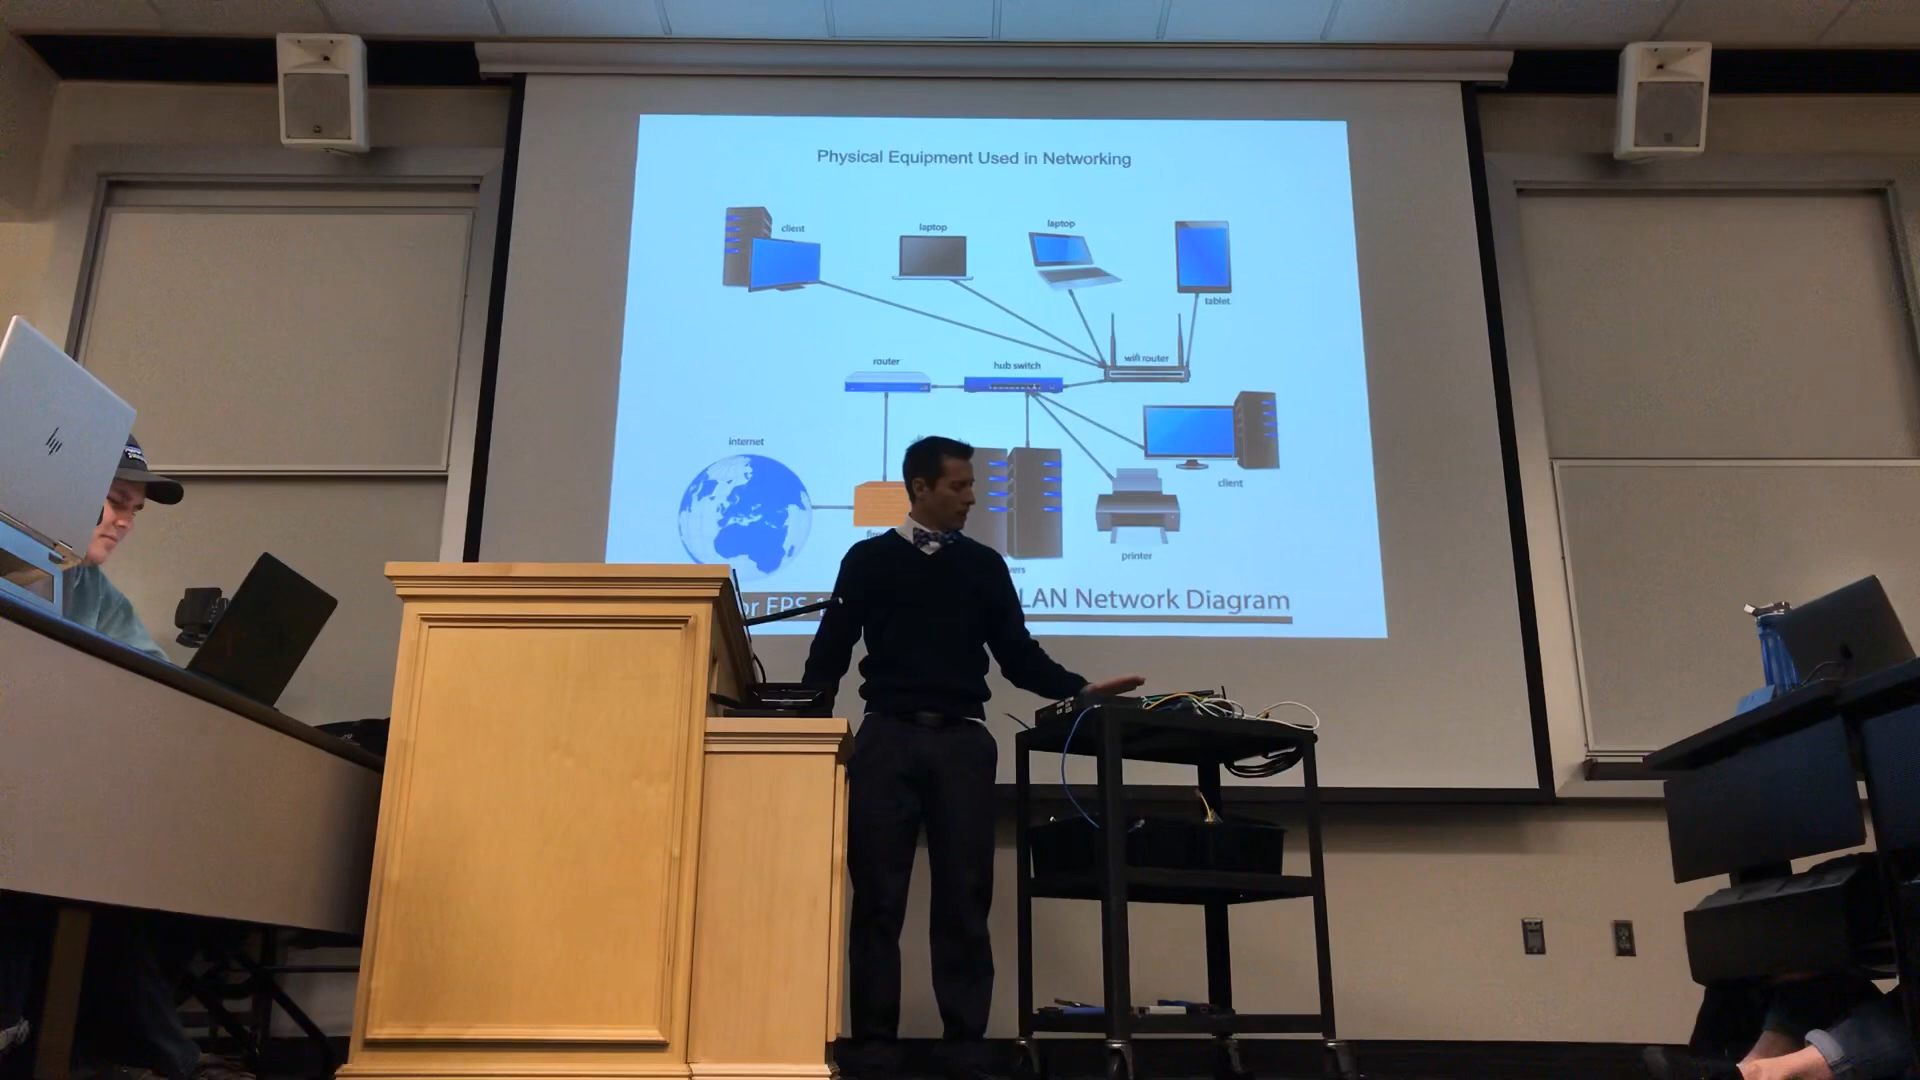 Physical Equipment Used in Networking
client
laptop
laptop
tablet
router
hub switch
wifi router
internet
client
printer
LAN Network Diagram